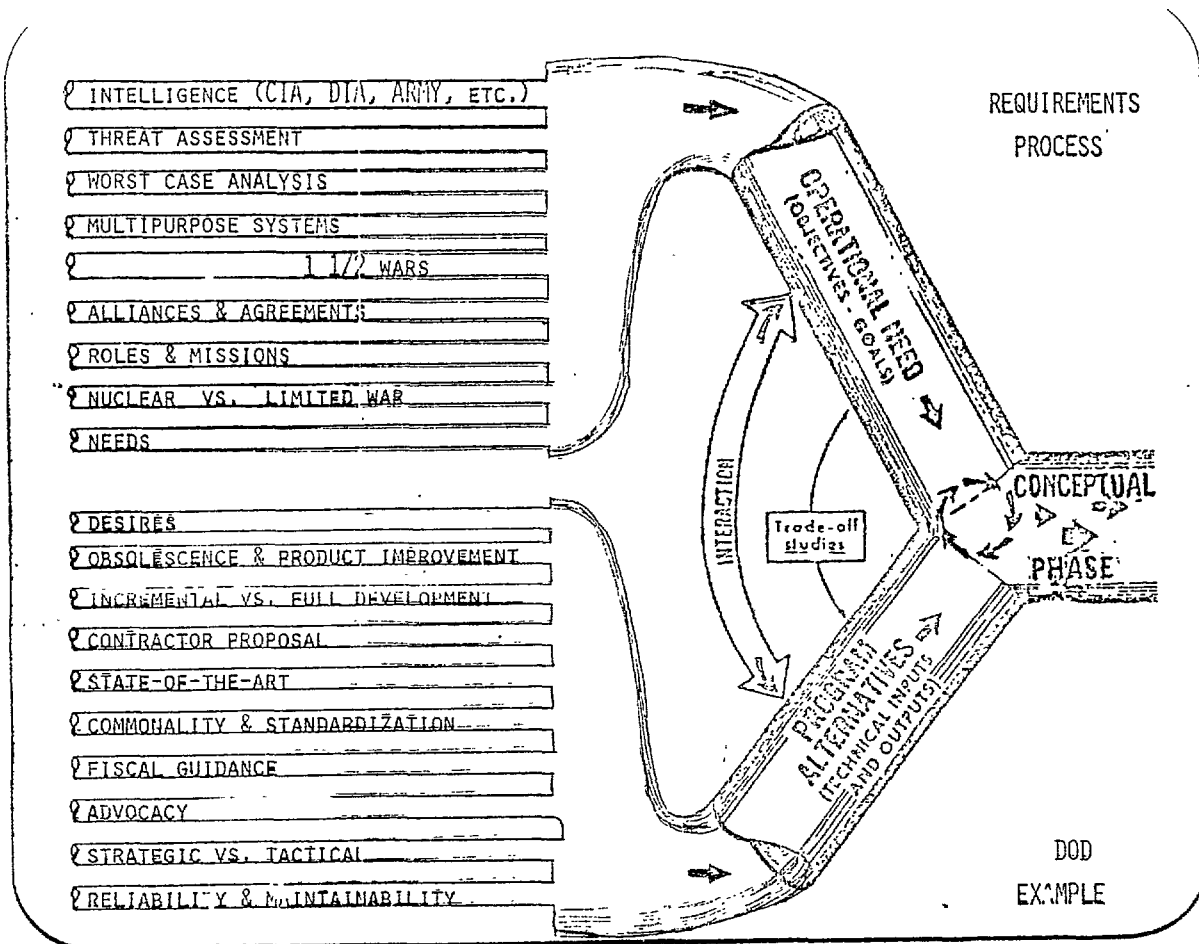 INTELLIGENCE (CIA, DIA, ARMY, ETC.)
THREAT ASSESSMENT
WORST CASE ANALYSIS
MULTIPURPOSE SYSTEMS
1 1/2 WARS
ALLIANCES & AGREEMENTS
ROLES & MISSIONS
NUCLEAR VS. LIMITED WAR
NEEDS
DESIRES
OBSOLESCENCE & PRODUCT IMPROVEMENT
INCREMENTAL VS. FULL DEVELOPMENT
CONTRACTOR PROPOSAL
STATE-OF-THE-ART
COMMONALITY & STANDARDIZATION
FISCAL GUIDANCE
ADVOCACY
STRATEGIC VS. TACTICAL
RELIABILITY & MAINTAINABILITY
REQUIREMENTS
PROCESS
OPERATIONAL NEED
(OBJECTIVES - GOALS)
INTERACTION
Trade-off
studies
CONCEPTUAL
PHASE
PROGRAM
ALTERNATIVES
(TECHNICAL INPUTS
AND OUTPUTS)
DOD
EXAMPLE